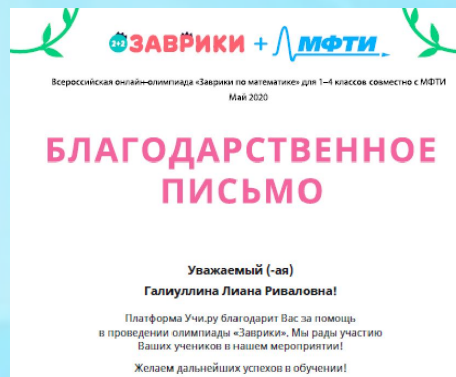 2+2 ЗАВРИКИ + МФТИ
Всероссийская онлайн-олимпиада «Заврики по математике» для 1–4 классов совместно с МФТИ
Май 2020
БЛАГОДАРСТВЕННОЕ
ПИСЬМО
Уважаемый (-ая)
Галиуллина Лиана Риваловна!
Платформа Учи.ру благодарит Вас за помощь
в проведении олимпиады «Заврики». Мы рады участию
Ваших учеников в нашем мероприятии!
Желаем дальнейших успехов в обучении!